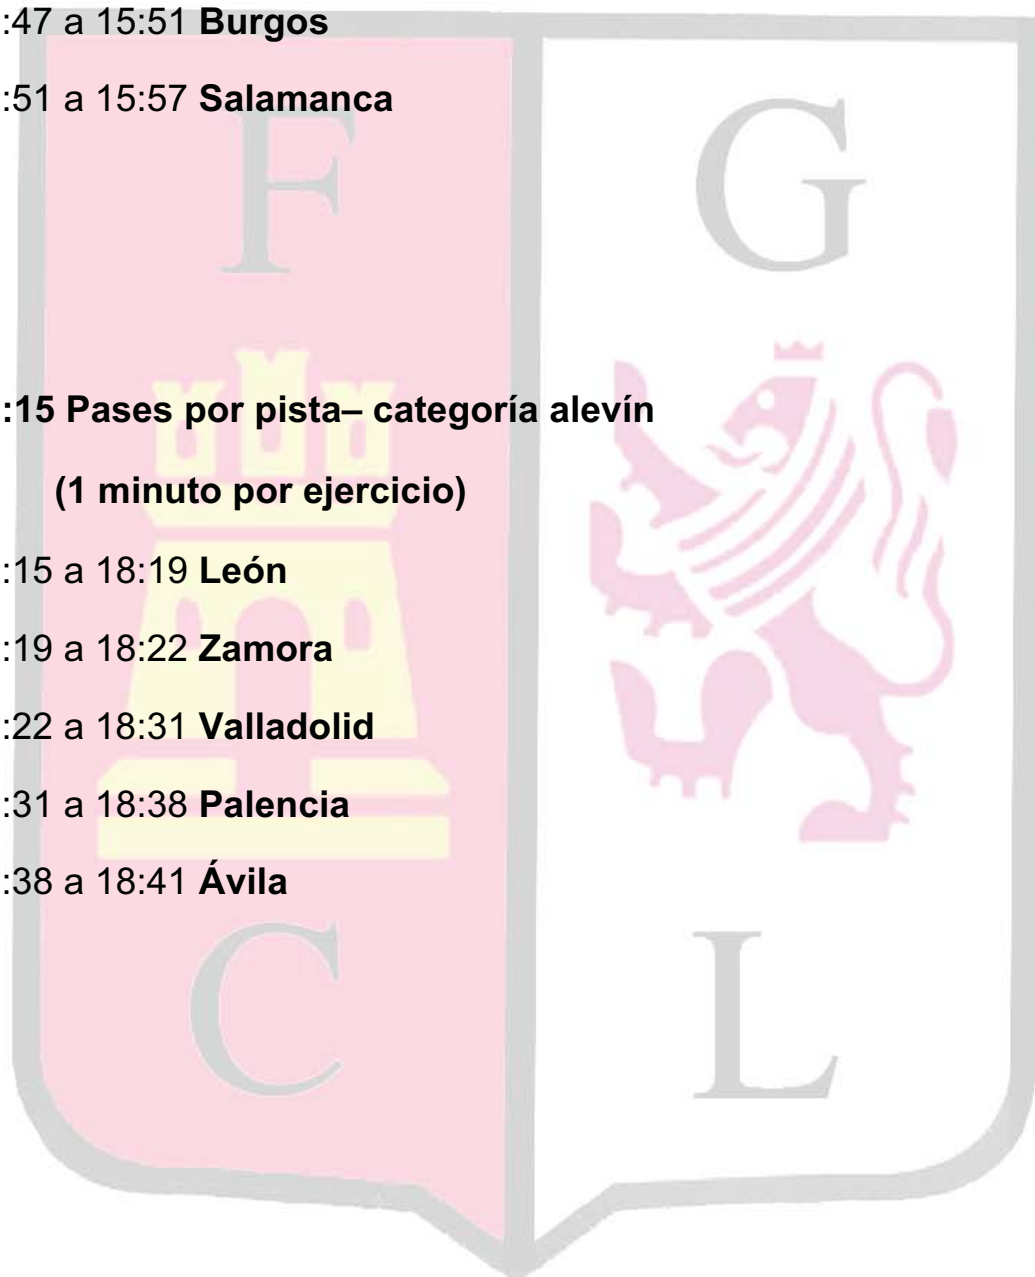 :47 a 15:51 Burgos
:51 a 15:57 Salamanca
F G
:15 Pases por pista– categoría alevín
(1 minuto por ejercicio)
:15 a 18:19 León
:19 a 18:22 Zamora
:22 a 18:31 Valladolid
:31 a 18:38 Palencia
:38 a 18:41 Ávila
C L